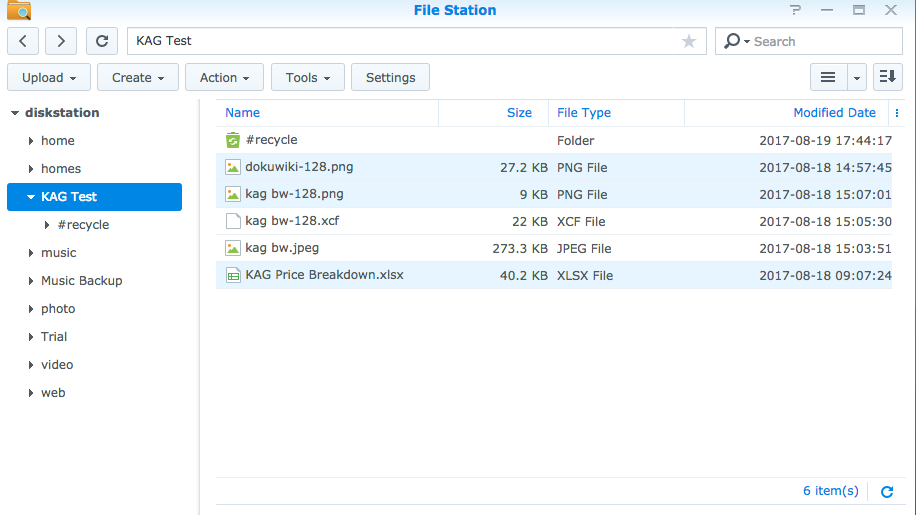 File Station
KAG Test
Search
Upload Create Action Tools Settings
diskstation
home
homes
KAG Test
#recycle
music
Music Backup
photo
Trial
video
web
Name Size File Type Modified Date
#recycle Folder 2017-08-19 17:44:17
dokuwiki-128.png 27.2 KB PNG File 2017-08-18 14:57:45
kag bw-128.png 9 KB PNG File 2017-08-18 15:07:01
kag bw-128.xcf 22 KB XCF File 2017-08-18 15:05:30
kag bw.jpeg 273.3 KB JPEG File 2017-08-18 15:03:51
KAG Price Breakdown.xlsx 40.2 KB XLSX File 2017-08-18 09:07:24
6 item(s)